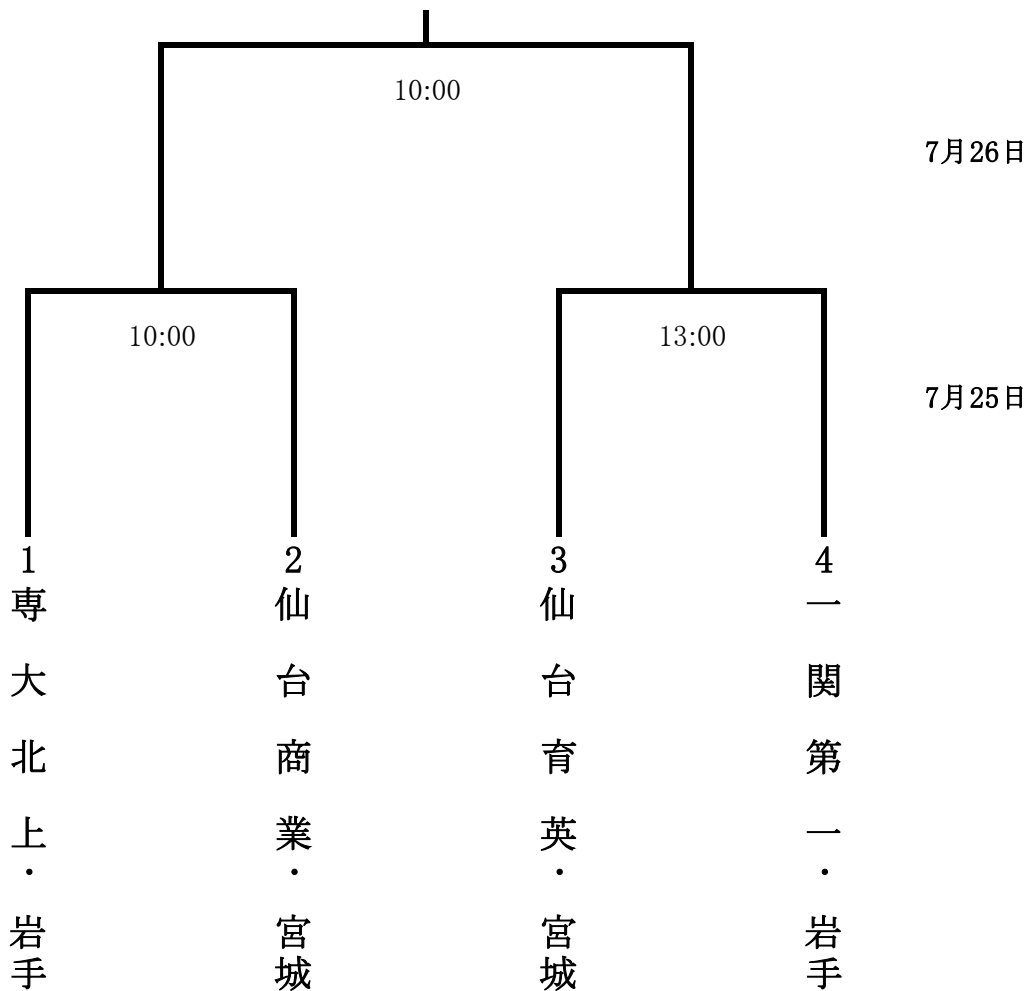 10:00
7月26日
10:00
13:00
7月25日
1
専大北上・岩手
2
仙台商業・宮城
3
仙台育英・宮城
4
一関第一・岩手